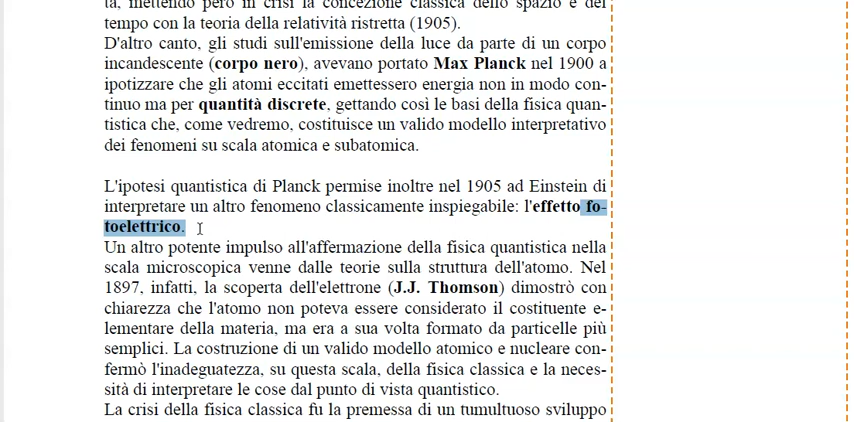 ta, mettendo però in crisi la concezione classica dello spazio e del
tempo con la teoria della relatività ristretta (1905).
D'altro canto, gli studi sull'emissione della luce da parte di un corpo
incandescente (corpo nero), avevano portato Max Planck nel 1900 a
ipotizzare che gli atomi eccitati emettessero energia non in modo con-
tinuo ma per quantità discrete, gettando così le basi della fisica quan-
tistica che, come vedremo, costituisce un valido modello interpretativo
dei fenomeni su scala atomica e subatomica.
L'ipotesi quantistica di Planck permise inoltre nel 1905 ad Einstein di
interpretare un altro fenomeno classicamente inspiegabile: l'effetto fo-
toelettrico.
Un altro potente impulso all'affermazione della fisica quantistica nella
scala microscopica venne dalle teorie sulla struttura dell'atomo. Nel
1897, infatti, la scoperta dell'elettrone (J.J. Thomson) dimostrò con
chiarezza che l'atomo non poteva essere considerato il costituente e-
lementare della materia, ma era a sua volta formato da particelle più
semplici. La costruzione di un valido modello atomico e nucleare con-
fermò l'inadeguatezza, su questa scala, della fisica classica e la neces-
sità di interpretare le cose dal punto di vista quantistico.
La crisi della fisica classica fu la premessa di un tumultuoso sviluppo